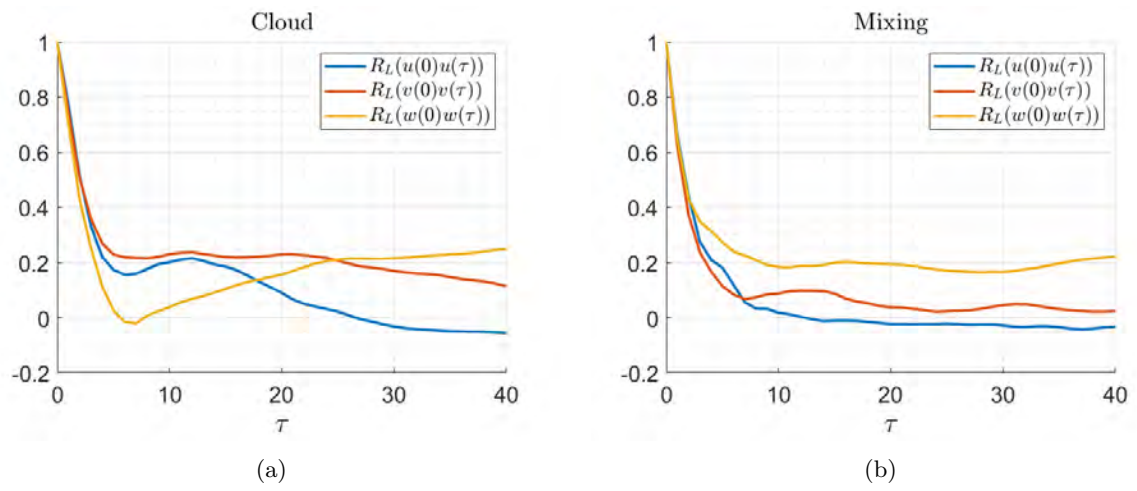 Cloud
1
0.8
0.6
0.4
0.2
0
-0.2
0 10 20 30 40
τ
R_L(u(0)u(τ))
R_L(v(0)v(τ))
R_L(w(0)w(τ))
(a)
Mixing
1
0.8
0.6
0.4
0.2
0
-0.2
0 10 20 30 40
τ
R_L(u(0)u(τ))
R_L(v(0)v(τ))
R_L(w(0)w(τ))
(b)